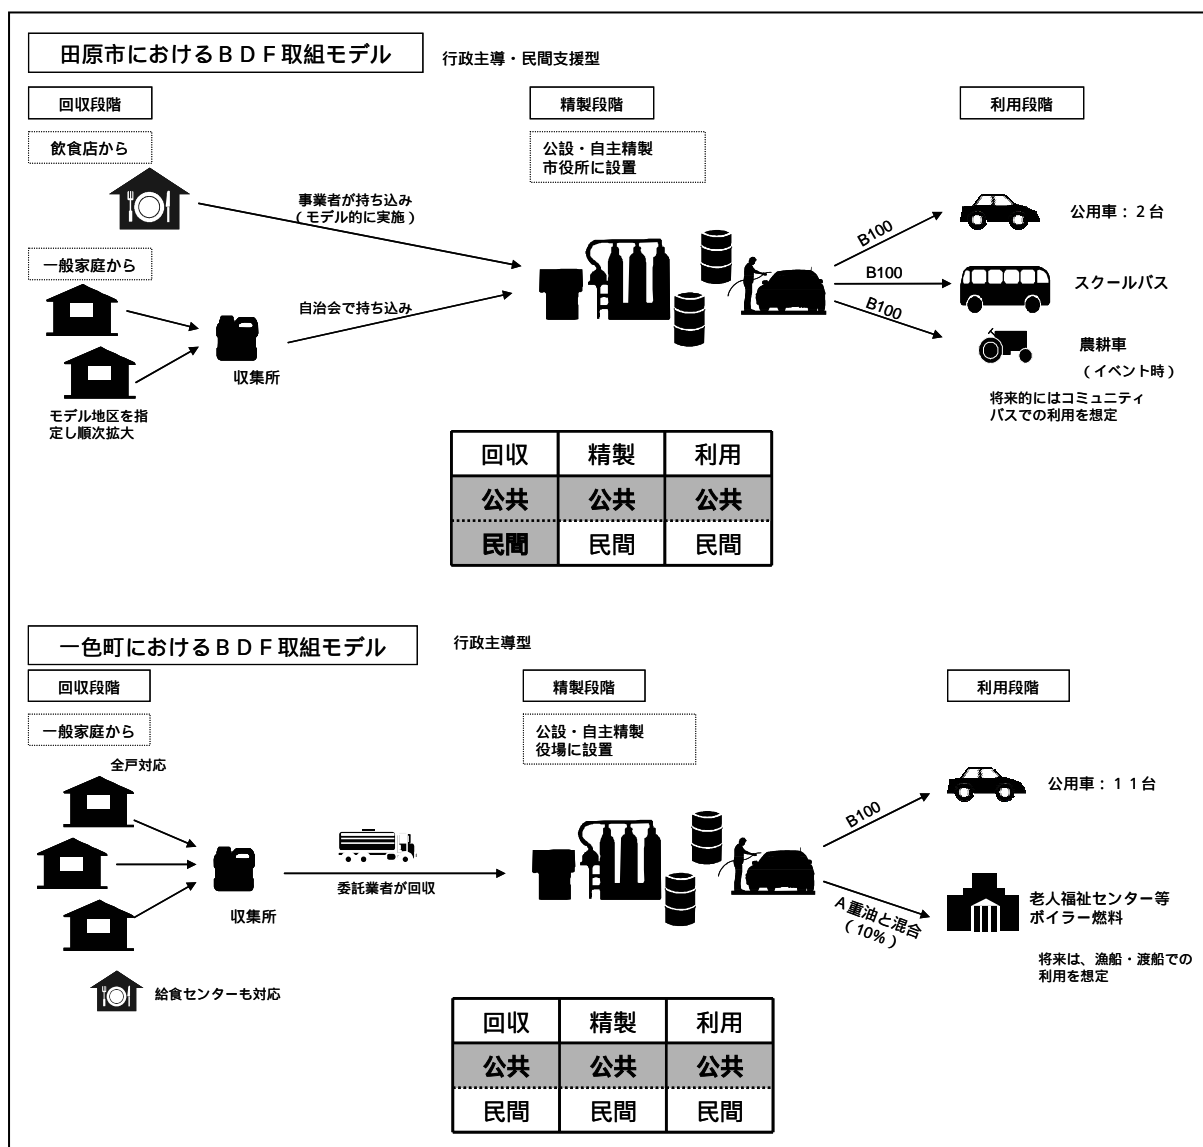 田原市におけるＢＤＦ取組モデル
行政主導・民間支援型
回収段階
精製段階
利用段階
飲食店から
公設・自主精製
市役所に設置
事業者が持ち込み
（モデル的に実施）
B100
公用車：２台
一般家庭から
B100
スクールバス
自治会で持ち込み
B100
収集所
農耕車
（イベント時）
モデル地区を指
定し順次拡大
将来的にはコミュニティ
バスでの利用を想定
回収 精製 利用
公共 公共 公共
民間 民間 民間
一色町におけるＢＤＦ取組モデル
行政主導型
回収段階
精製段階
利用段階
一般家庭から
公設・自主精製
役場に設置
全戸対応
B100
公用車：１１台
委託業者が回収
収集所
Ａ重油と混合
（10%）
老人福祉センター等
ボイラー燃料
将来は、漁船・渡船での
利用を想定
給食センターも対応
回収 精製 利用
公共 公共 公共
民間 民間 民間